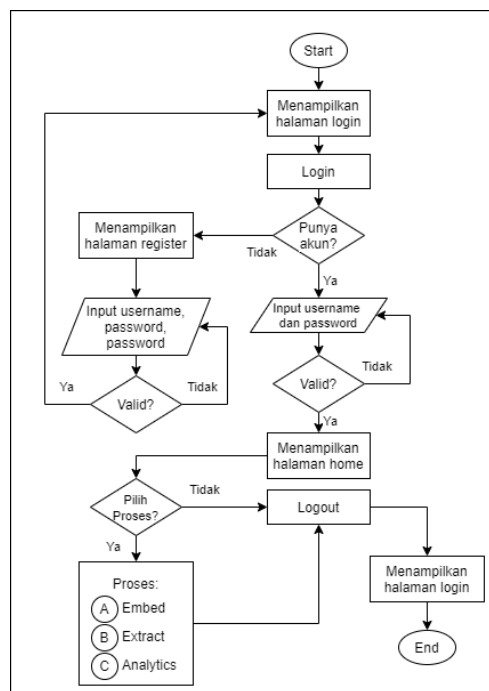 Start
Menampilkan
halaman login
Login
Punya
akun?
Tidak
Menampilkan
halaman register
Ya
Input username,
password,
password
Input username
dan password
Ya
Tidak
Valid?
Tidak
Valid?
Ya
Menampilkan
halaman home
Pilih
Proses?
Tidak
Logout
Ya
Proses:
A Embed
B Extract
C Analytics
Menampilkan
halaman login
End